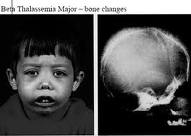 Beta Thalassemia Major – bone changes